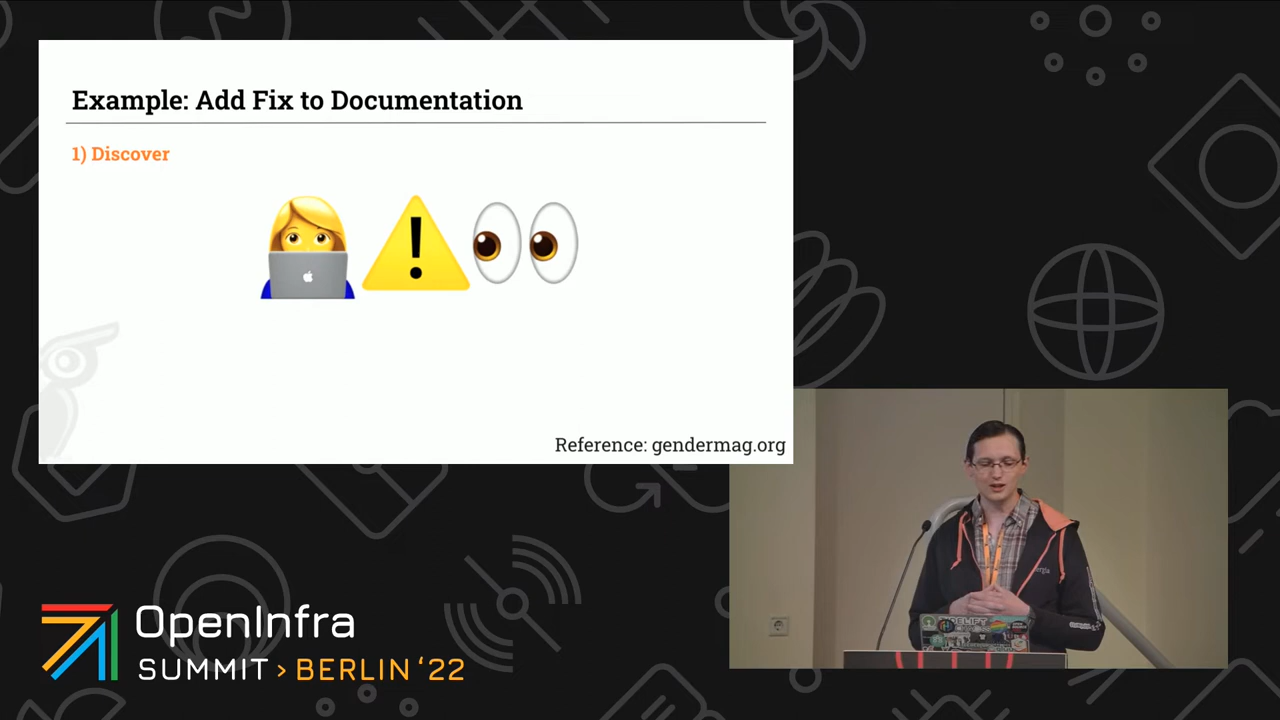 Example: Add Fix to Documentation
1) Discover
Reference: gendermag.org
OpenInfra
SUMMIT > BERLIN ‘22